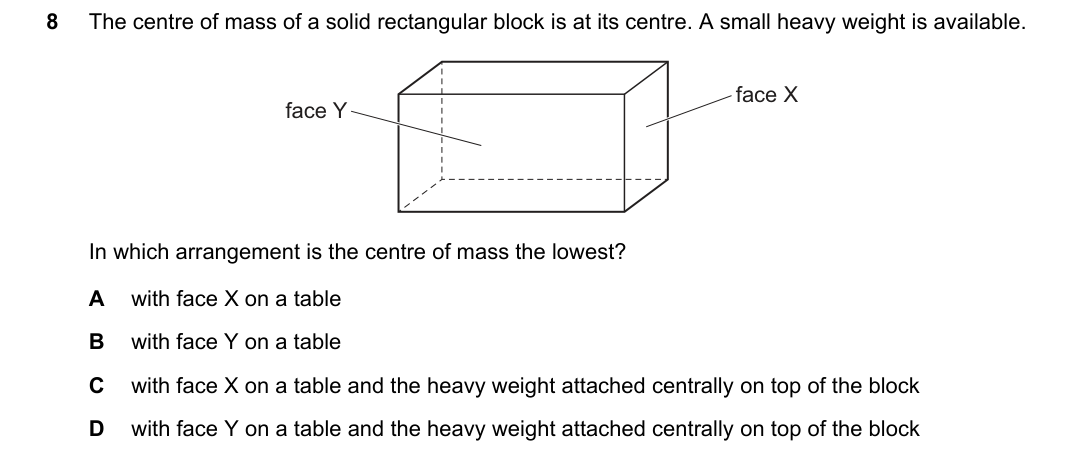 8 The centre of mass of a solid rectangular block is at its centre. A small heavy weight is available.
face X
face Y
In which arrangement is the centre of mass the lowest?
A with face X on a table
B with face Y on a table
C with face X on a table and the heavy weight attached centrally on top of the block
D with face Y on a table and the heavy weight attached centrally on top of the block